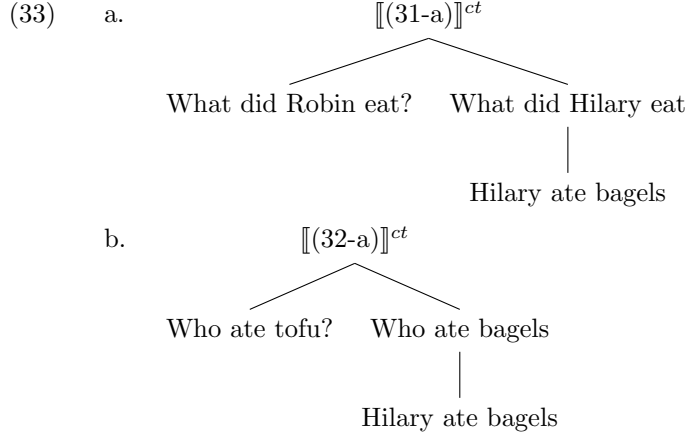 (33) a. ⟦(31-a)⟧^ct
What did Robin eat? What did Hilary eat
Hilary ate bagels
b. ⟦(32-a)⟧^ct
Who ate tofu? Who ate bagels
Hilary ate bagels